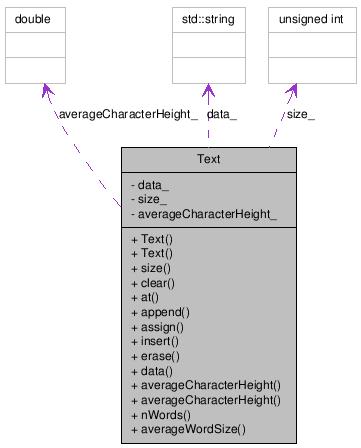 double
std::string
unsigned int
averageCharacterHeight_
data_
size_
Text
- data_
- size_
- averageCharacterHeight_
+ Text()
+ Text()
+ size()
+ clear()
+ at()
+ append()
+ assign()
+ insert()
+ erase()
+ data()
+ averageCharacterHeight()
+ averageCharacterHeight()
+ nWords()
+ averageWordSize()